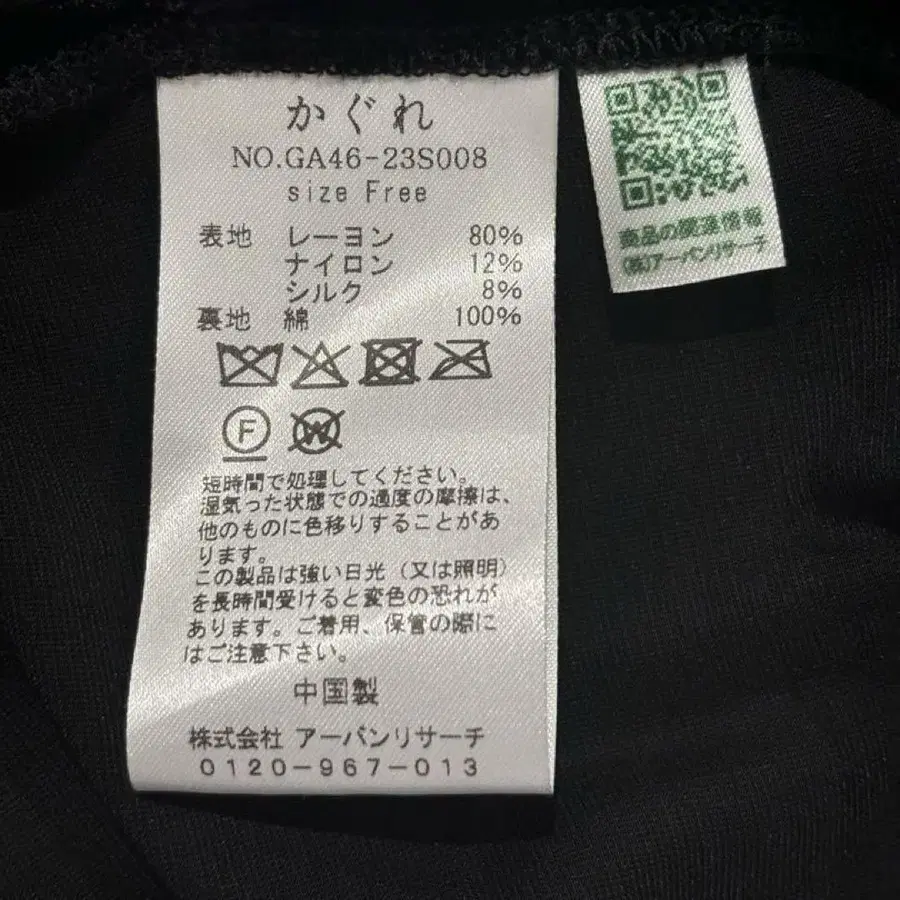 かぐれ
NO.GA46-23S008
size Free
表地 レーヨン 80%
ナイロン 12%
シルク 8%
裏地 綿 100%
F
W
短時間で処理してください。
湿気った状態での過度の摩擦は、
他のものに色移りすることがあ
ります。
この製品は強い日光(又は照明)
を長時間受けると変色の恐れが
あります。ご着用、保管の際に
はご注意下さい。
中国製
株式会社 アーバンリサーチ
0120-967-013
商品の関連情報
(株)アーバンリサーチ